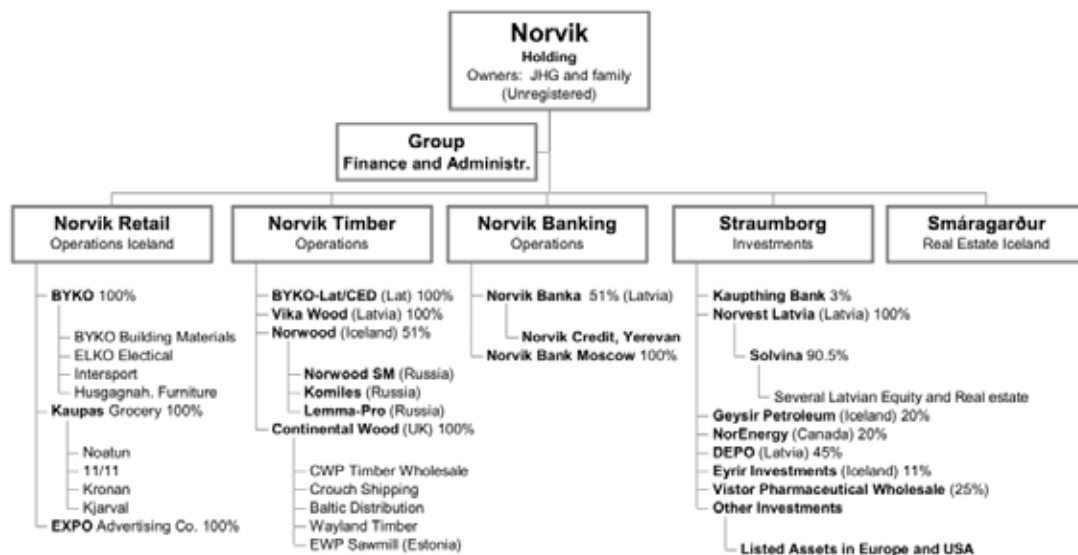 Norvik
Holding
Owners: JHG and family
(Unregistered)
Group
Finance and Administr.
Norvik Retail
Operations Iceland
BYKO 100%
BYKO Building Materials
ELKO Electical
Intersport
Husgagnah. Furniture
Kaupas Grocery 100%
Noatun
11/11
Kronan
Kjarval
EXPO Advertising Co. 100%
Norvik Timber
Operations
BYKO-Lat/CED (Lat) 100%
Vika Wood (Latvia) 100%
Norwood (Iceland) 51%
Norwood SM (Russia)
Komiles (Russia)
Lemma-Pro (Russia)
Continental Wood (UK) 100%
CWP Timber Wholesale
Crouch Shipping
Baltic Distribution
Wayland Timber
EWP Sawmill (Estonia)
Norvik Banking
Operations
Norvik Banka 51% (Latvia)
Norvik Credit, Yerevan
Norvik Bank Moscow 100%
Straumborg
Investments
Kaupthing Bank 3%
Norvest Latvia (Latvia) 100%
Solvina 90.5%
Several Latvian Equity and Real estate
Geysir Petroleum (Iceland) 20%
NorEnergy (Canada) 20%
DEPO (Latvia) 45%
Eyrir Investments (Iceland) 11%
Vistor Pharmaceutical Wholesale (25%)
Other Investments
Listed Assets in Europe and USA
Smáragarður
Real Estate Iceland